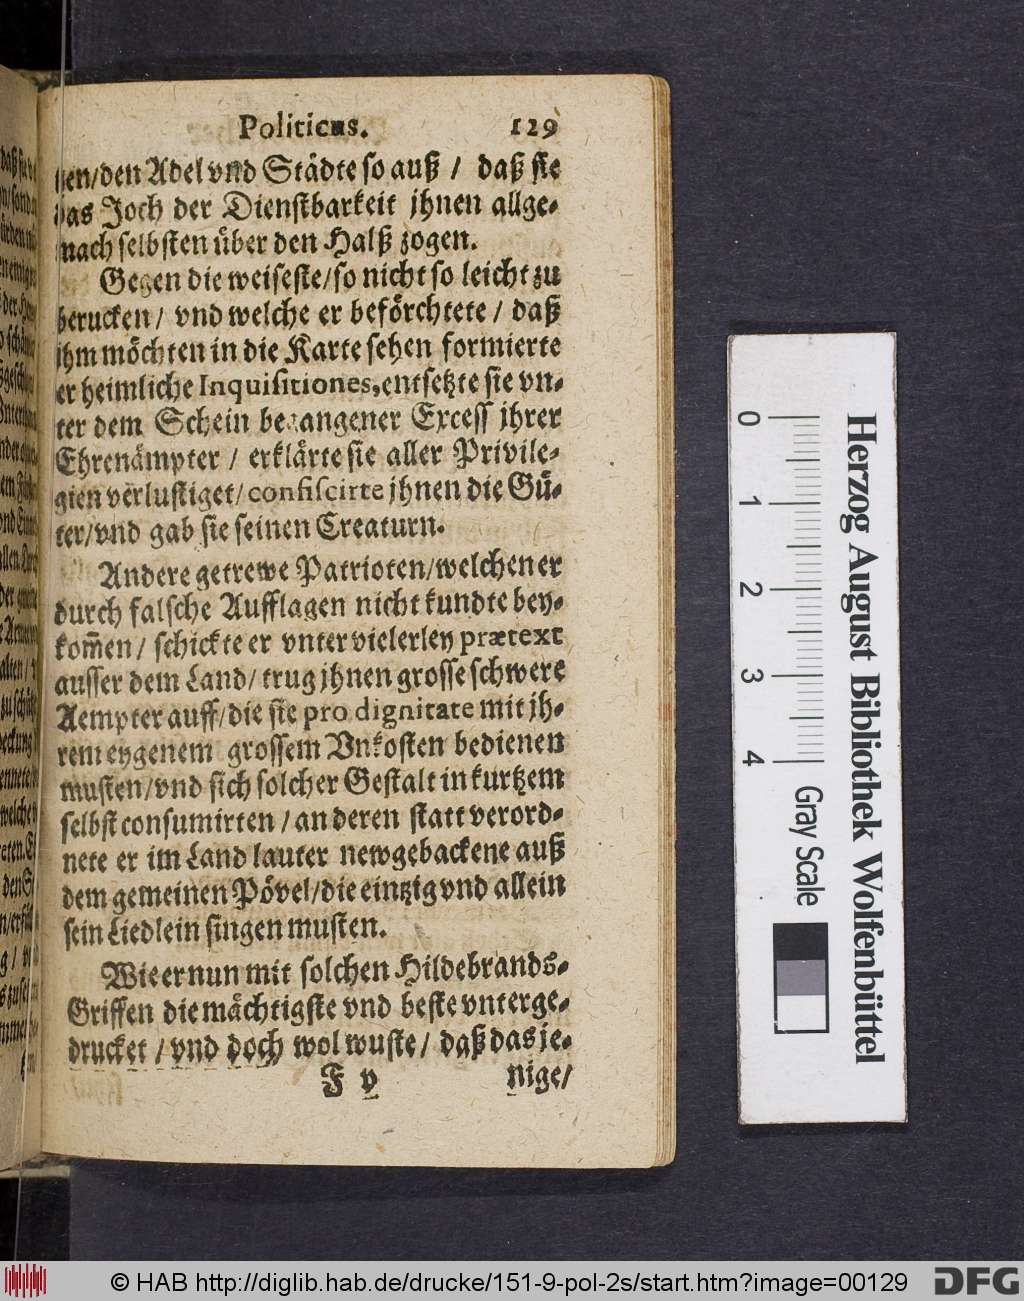 Politicus. 129
en/den Adel vnd Städte so auß / daß sie
das Joch der Dienstbarkeit jhnen allge-
nach selbsten über den Halß zogen.
Gegen die weiseste/so nicht so leicht zu
berucken/ vnd welche er beförchtete / daß
jhm möchten in die Karte sehen formierte
er heimliche Inquisitiones, entsetzte sie vn-
ter dem Schein begangener Excess jhrer
Ehrenämpter / erklärte sie aller Privile-
gien verlustiget/ confiscirte jhnen die Gü-
ter/vnd gab sie seinen Creaturn.
Andere getrewe Patrioten/welchen er
durch falsche Aufflagen nicht kundte bey-
kom̃en/ schickte er vnter vielerley prætext
ausser dem Land/ trug jhnen grosse schwere
Aempter auff/die sie pro dignitate mit jh-
rem eygenem grossem Vnkosten bedienen
musten/vnd sich solcher Gestalt in kurtzem
selbst consumirten / an deren statt verord-
nete er im Land lauter newgebackene auß
dem gemeinen Pövel/die eintzig vnd allein
sein Liedlein singen musten.
Wie er nun mit solchen Hildebrands-
Griffen die mächtigste vnd beste vnterge-
drucket / vnd doch wol wuste / daß das je-
F v nige/
0 1 2 3 4
Gray Scale
Herzog August Bibliothek Wolfenbüttel
© HAB http://diglib.hab.de/drucke/151-9-pol-2s/start.htm?image=00129
DFG